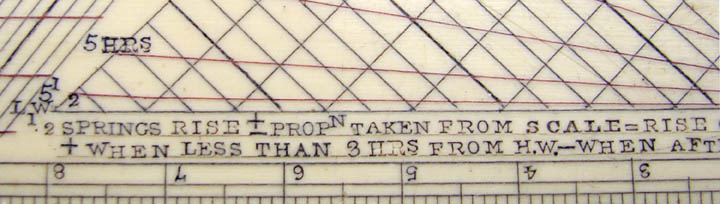 5 HRS
5 1/2
L.W.
1/2 SPRINGS RISE ± PROPN TAKEN FROM SCALE = RISE
+ WHEN LESS THAN 3 HRS FROM H.W. – WHEN AFT
8 7 6 5 4 3